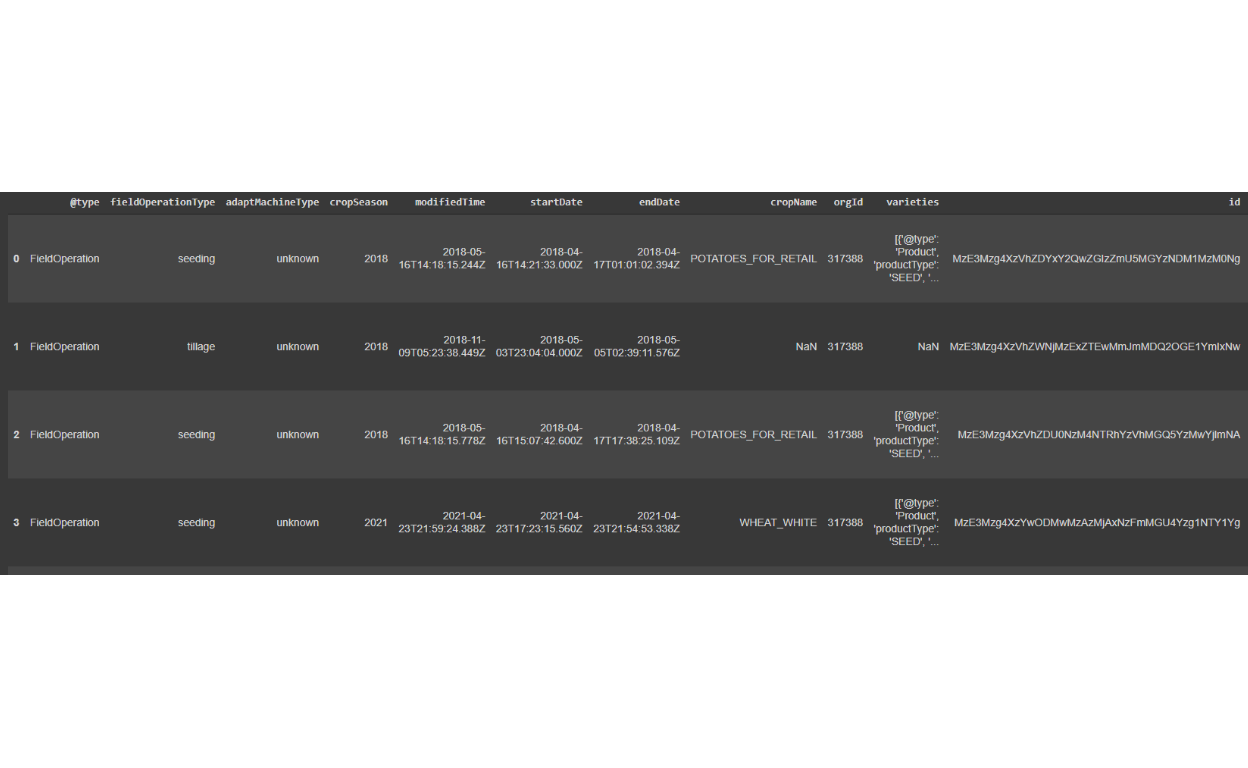 @type fieldOperationType adaptMachineType cropSeason modifiedTime startDate endDate cropName orgId varieties id
0 FieldOperation seeding unknown 2018 2018-05-16T14:18:15.244Z 2018-04-16T14:21:33.000Z 2018-04-17T01:01:02.394Z POTATOES_FOR_RETAIL 317388 [{'@type': 'Product', 'productType': 'SEED', '... MzE3Mzg4XzVhZDYxY2QwZGIzZmU5MGYzNDM1MzM0Ng
1 FieldOperation tillage unknown 2018 2018-11-09T05:23:38.449Z 2018-05-03T23:04:04.000Z 2018-05-05T02:39:11.576Z NaN 317388 NaN MzE3Mzg4XzVhZWNjMzExZTEwMmJmMDQ2OGE1YmIxNw
2 FieldOperation seeding unknown 2018 2018-05-16T14:18:15.778Z 2018-04-16T15:07:42.600Z 2018-04-17T17:38:25.109Z POTATOES_FOR_RETAIL 317388 [{'@type': 'Product', 'productType': 'SEED', '... MzE3Mzg4XzVhZDU0NzM4NTRhYzVhMGQ5YzMwYjlmNA
3 FieldOperation seeding unknown 2021 2021-04-23T21:59:24.388Z 2021-04-23T17:23:15.560Z 2021-04-23T21:54:53.338Z WHEAT_WHITE 317388 [{'@type': 'Product', 'productType': 'SEED', '... MzE3Mzg4XzYwODMwMzAzMjAxNzFmMGU4Yzg1NTY1Yg